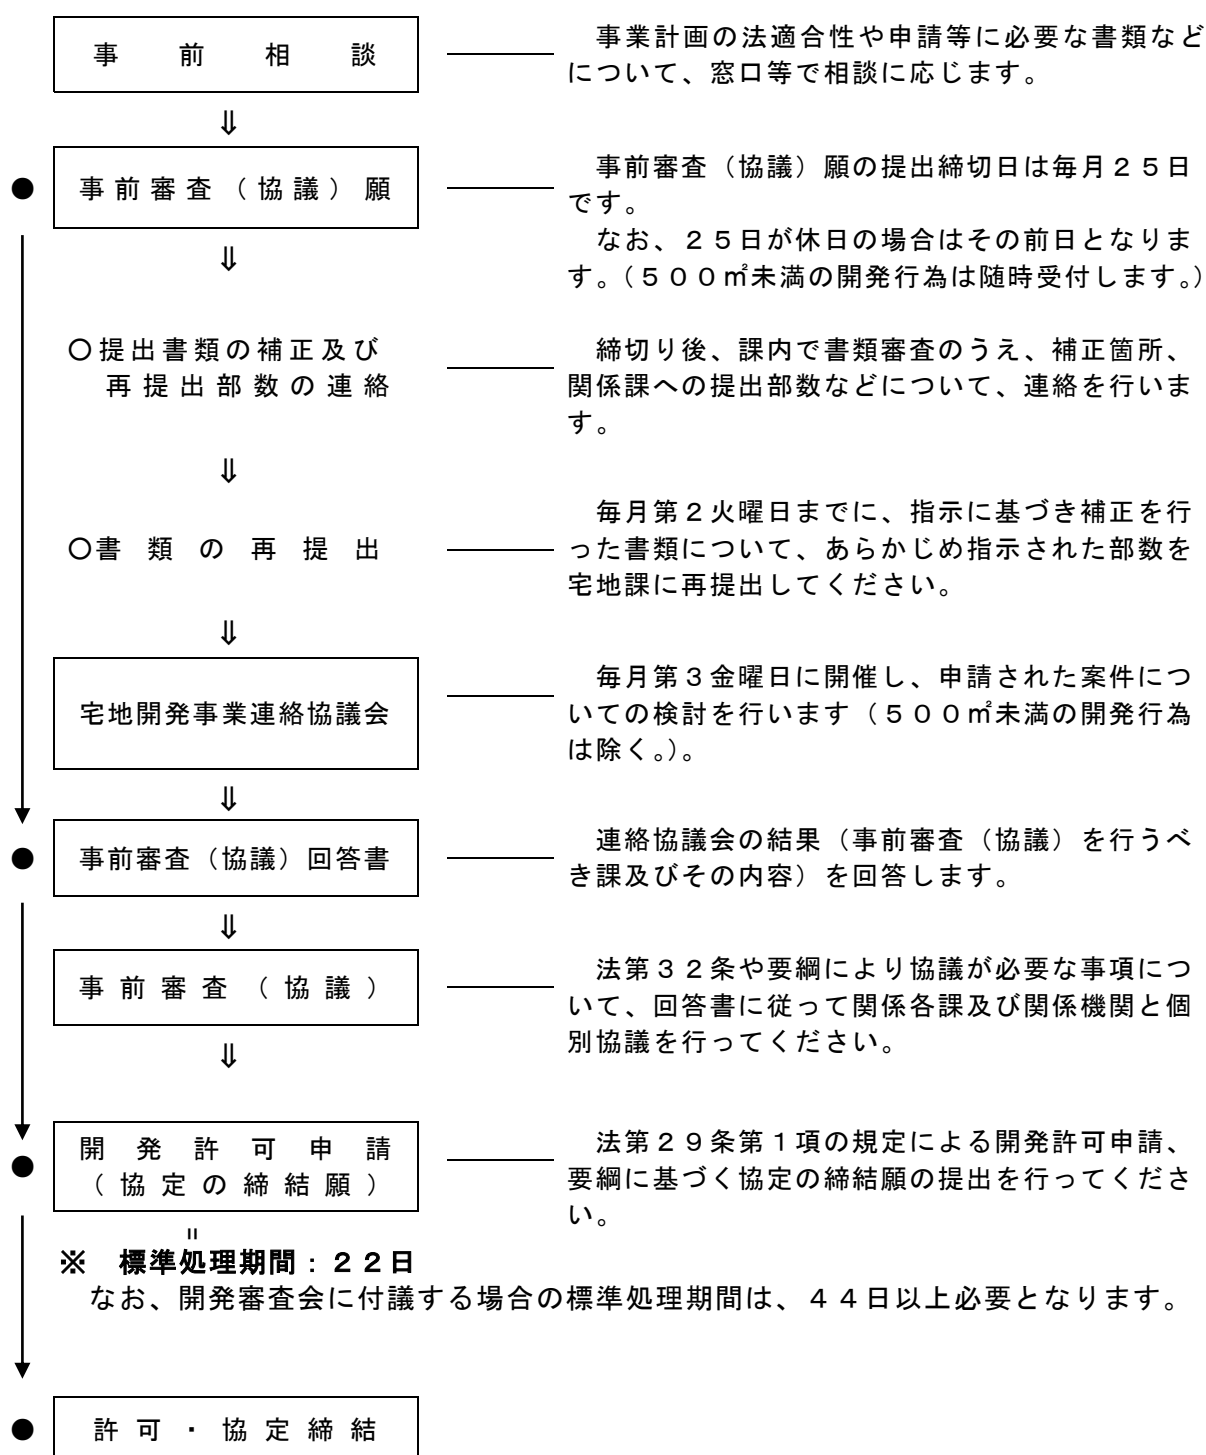 事前相談
事業計画の法適合性や申請等に必要な書類など
について、窓口等で相談に応じます。
⇓
● 事前審査（協議）願
事前審査（協議）願の提出締切日は毎月２５日
です。
なお、２５日が休日の場合はその前日となりま
す。（５００㎡未満の開発行為は随時受付します。）
⇓
〇提出書類の補正及び
再提出部数の連絡
締切り後、課内で書類審査のうえ、補正箇所、
関係課への提出部数などについて、連絡を行いま
す。
⇓
〇書類の再提出
毎月第２火曜日までに、指示に基づき補正を行
った書類について、あらかじめ指示された部数を
宅地課に再提出してください。
⇓
宅地開発事業連絡協議会
毎月第３金曜日に開催し、申請された案件につ
いての検討を行います（５００㎡未満の開発行為
は除く。）。
⇓
● 事前審査（協議）回答書
連絡協議会の結果（事前審査（協議）を行うべ
き課及びその内容）を回答します。
⇓
事前審査（協議）
法第３２条や要綱により協議が必要な事項につ
いて、回答書に従って関係各課及び関係機関と個
別協議を行ってください。
⇓
● 開発許可申請
（協定の締結願）
法第２９条第１項の規定による開発許可申請、
要綱に基づく協定の締結願の提出を行ってくださ
い。
※　標準処理期間：２２日
なお、開発審査会に付議する場合の標準処理期間は、４４日以上必要となります。
● 許可・協定締結